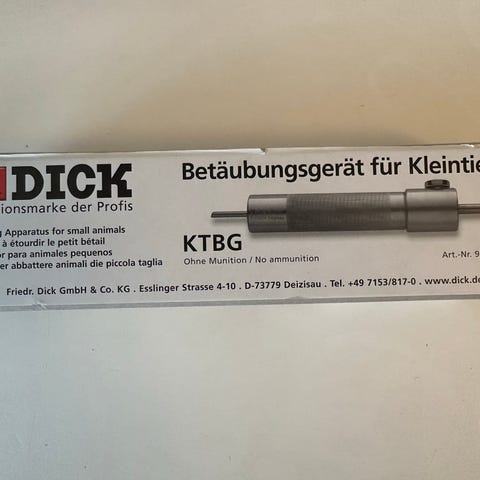 DICK
ionsmarke der Profis
Betäubungsgerät für Kleintie
g Apparatus for small animals
à étourdir le petit bétail
or para animales pequenos
er abbattere animali die piccola taglia
KTBG
Ohne Munition / No ammunition
Art.-Nr. 9
Friedr. Dick GmbH & Co. KG . Esslinger Strasse 4-10 . D-73779 Deizisau . Tel. +49 7153/817-0 . www.dick.de